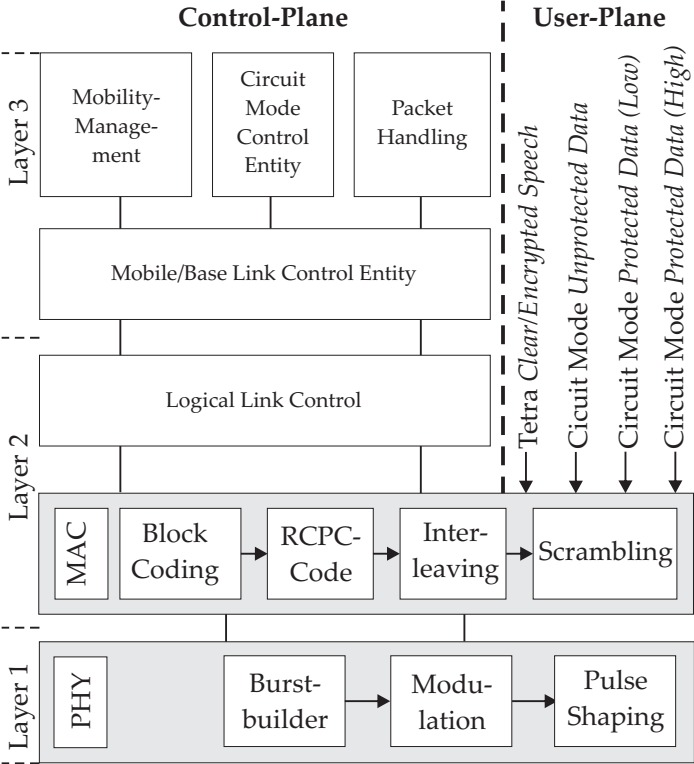 Control-Plane
User-Plane
Layer 3
Mobility-
Manage-
ment
Circuit
Mode
Control
Entity
Packet
Handling
Mobile/Base Link Control Entity
Tetra Clear/Encrypted Speech
Cicuit Mode Unprotected Data
Circuit Mode Protected Data (Low)
Circuit Mode Protected Data (High)
Layer 2
Logical Link Control
MAC
Block
Coding
RCPC-
Code
Inter-
leaving
Scrambling
Layer 1
PHY
Burst-
builder
Modu-
lation
Pulse
Shaping